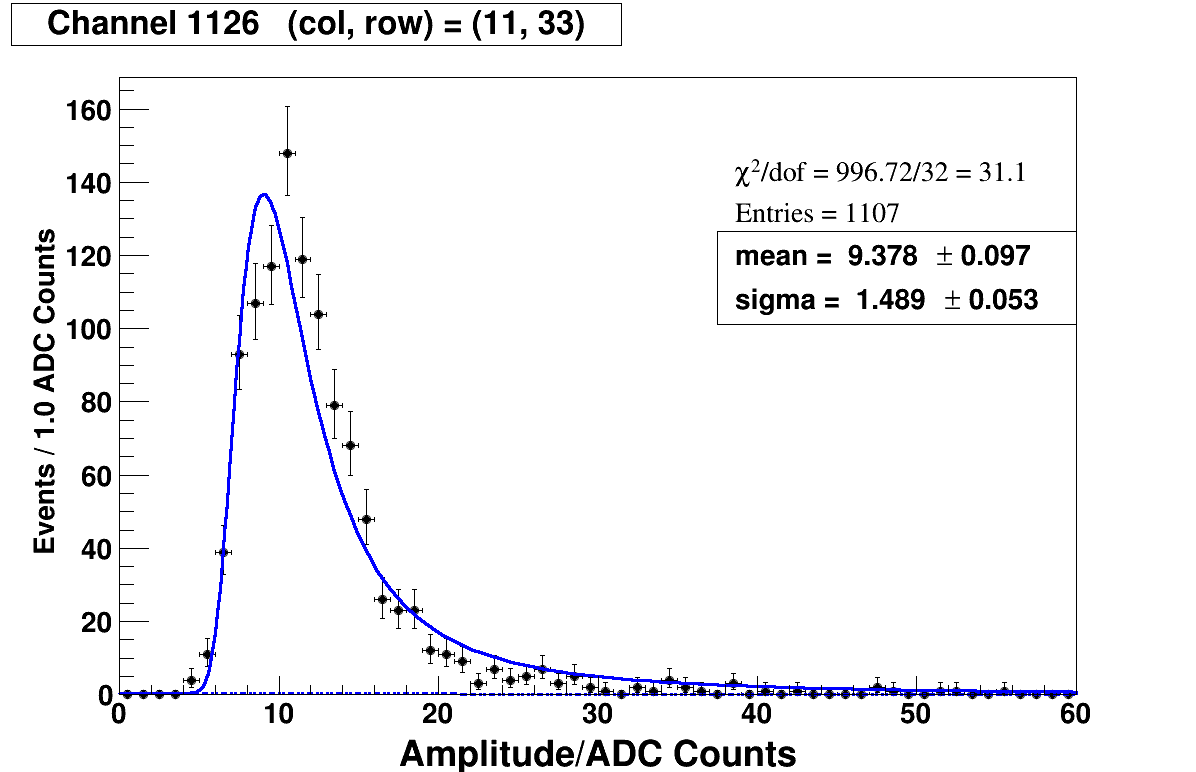 Channel 1126 (col, row) = (11, 33)
χ²/dof = 996.72/32 = 31.1
Entries = 1107
mean = 9.378 ± 0.097
sigma = 1.489 ± 0.053
Events / 1.0 ADC Counts
160
140
120
100
80
60
40
20
0
0 10 20 30 40 50 60
Amplitude/ADC Counts